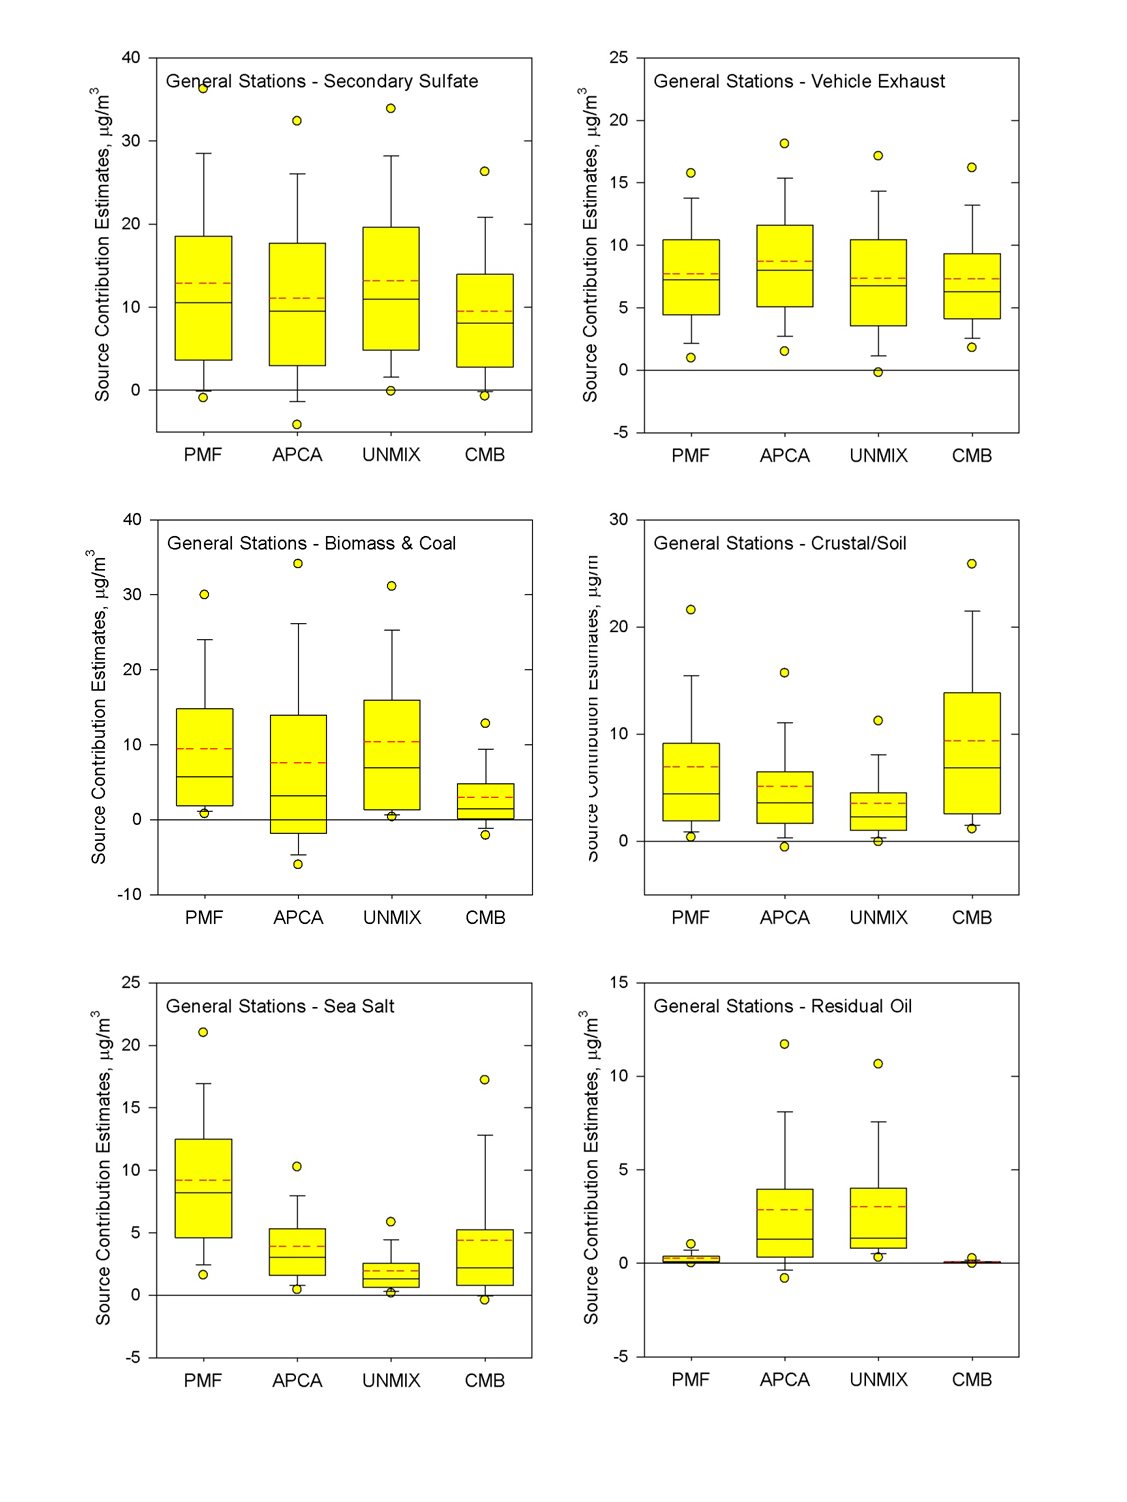 General Stations - Secondary Sulfate
Source Contribution Estimates, μg/m³
40
30
20
10
0
PMF APCA UNMIX CMB
General Stations - Vehicle Exhaust
Source Contribution Estimates, μg/m³
25
20
15
10
5
0
-5
PMF APCA UNMIX CMB
General Stations - Biomass & Coal
Source Contribution Estimates, μg/m³
40
30
20
10
0
-10
PMF APCA UNMIX CMB
General Stations - Crustal/Soil
Source Contribution Estimates, μg/m
30
20
10
0
PMF APCA UNMIX CMB
General Stations - Sea Salt
Source Contribution Estimates, μg/m³
25
20
15
10
5
0
-5
PMF APCA UNMIX CMB
General Stations - Residual Oil
Source Contribution Estimates, μg/m³
15
10
5
0
-5
PMF APCA UNMIX CMB